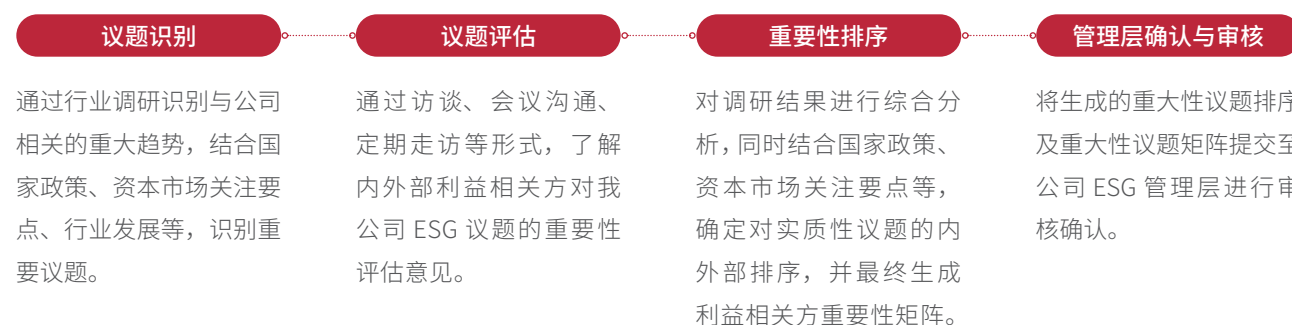 议题识别
通过行业调研识别与公司
相关的重大趋势，结合国
家政策、资本市场关注要
点、行业发展等，识别重
要议题。
议题评估
通过访谈、会议沟通、
定期走访等形式，了解
内外部利益相关方对我
公司 ESG 议题的重要性
评估意见。
重要性排序
对调研结果进行综合分
析，同时结合国家政策、
资本市场关注要点等，
确定对实质性议题的内
外部排序，并最终生成
利益相关方重要性矩阵。
管理层确认与审核
将生成的重大性议题排序
及重大性议题矩阵提交至
公司 ESG 管理层进行审
核确认。